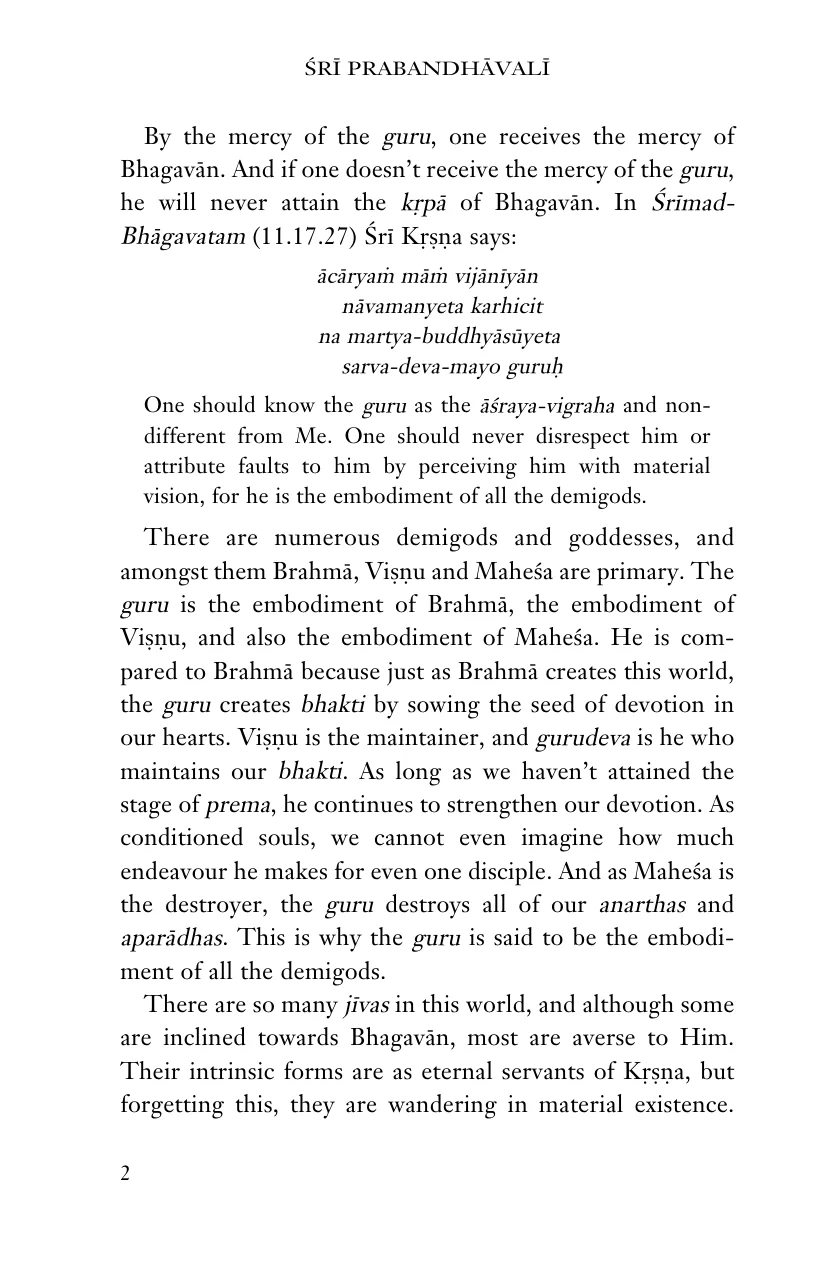 ŚRĪ PRABANDHĀVALĪ
By the mercy of the guru, one receives the mercy of
Bhagavān. And if one doesn’t receive the mercy of the guru,
he will never attain the kṛpā of Bhagavān. In Śrīmad-
Bhāgavatam (11.17.27) Śrī Kṛṣṇa says:
ācāryaṁ māṁ vijānīyān
nāvamanyeta karhicit
na martya-buddhyāsūyeta
sarva-deva-mayo guruḥ
One should know the guru as the āśraya-vigraha and non-
different from Me. One should never disrespect him or
attribute faults to him by perceiving him with material
vision, for he is the embodiment of all the demigods.
There are numerous demigods and goddesses, and
amongst them Brahmā, Viṣṇu and Maheśa are primary. The
guru is the embodiment of Brahmā, the embodiment of
Viṣṇu, and also the embodiment of Maheśa. He is com-
pared to Brahmā because just as Brahmā creates this world,
the guru creates bhakti by sowing the seed of devotion in
our hearts. Viṣṇu is the maintainer, and gurudeva is he who
maintains our bhakti. As long as we haven’t attained the
stage of prema, he continues to strengthen our devotion. As
conditioned souls, we cannot even imagine how much
endeavour he makes for even one disciple. And as Maheśa is
the destroyer, the guru destroys all of our anarthas and
aparādhas. This is why the guru is said to be the embodi-
ment of all the demigods.
There are so many jīvas in this world, and although some
are inclined towards Bhagavān, most are averse to Him.
Their intrinsic forms are as eternal servants of Kṛṣṇa, but
forgetting this, they are wandering in material existence.
2